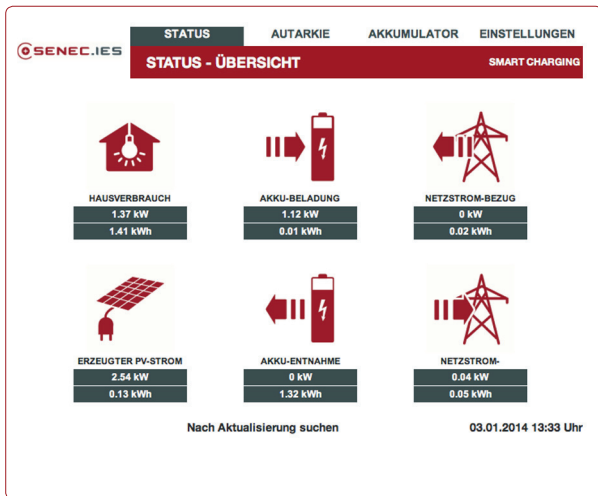 STATUS AUTARKIE AKKUMULATOR EINSTELLUNGEN
SENEC.IES
STATUS - ÜBERSICHT SMART CHARGING
HAUSVERBRAUCH AKKU-BELADUNG NETZSTROM-BEZUG
1.37 kW 1.12 kW 0 kW
1.41 kWh 0.01 kWh 0.02 kWh
ERZEUGTER PV-STROM AKKU-ENTNAHME NETZSTROM-
2.54 kW 0 kW 0.04 kW
0.13 kWh 1.32 kWh 0.05 kWh
Nach Aktualisierung suchen 03.01.2014 13:33 Uhr